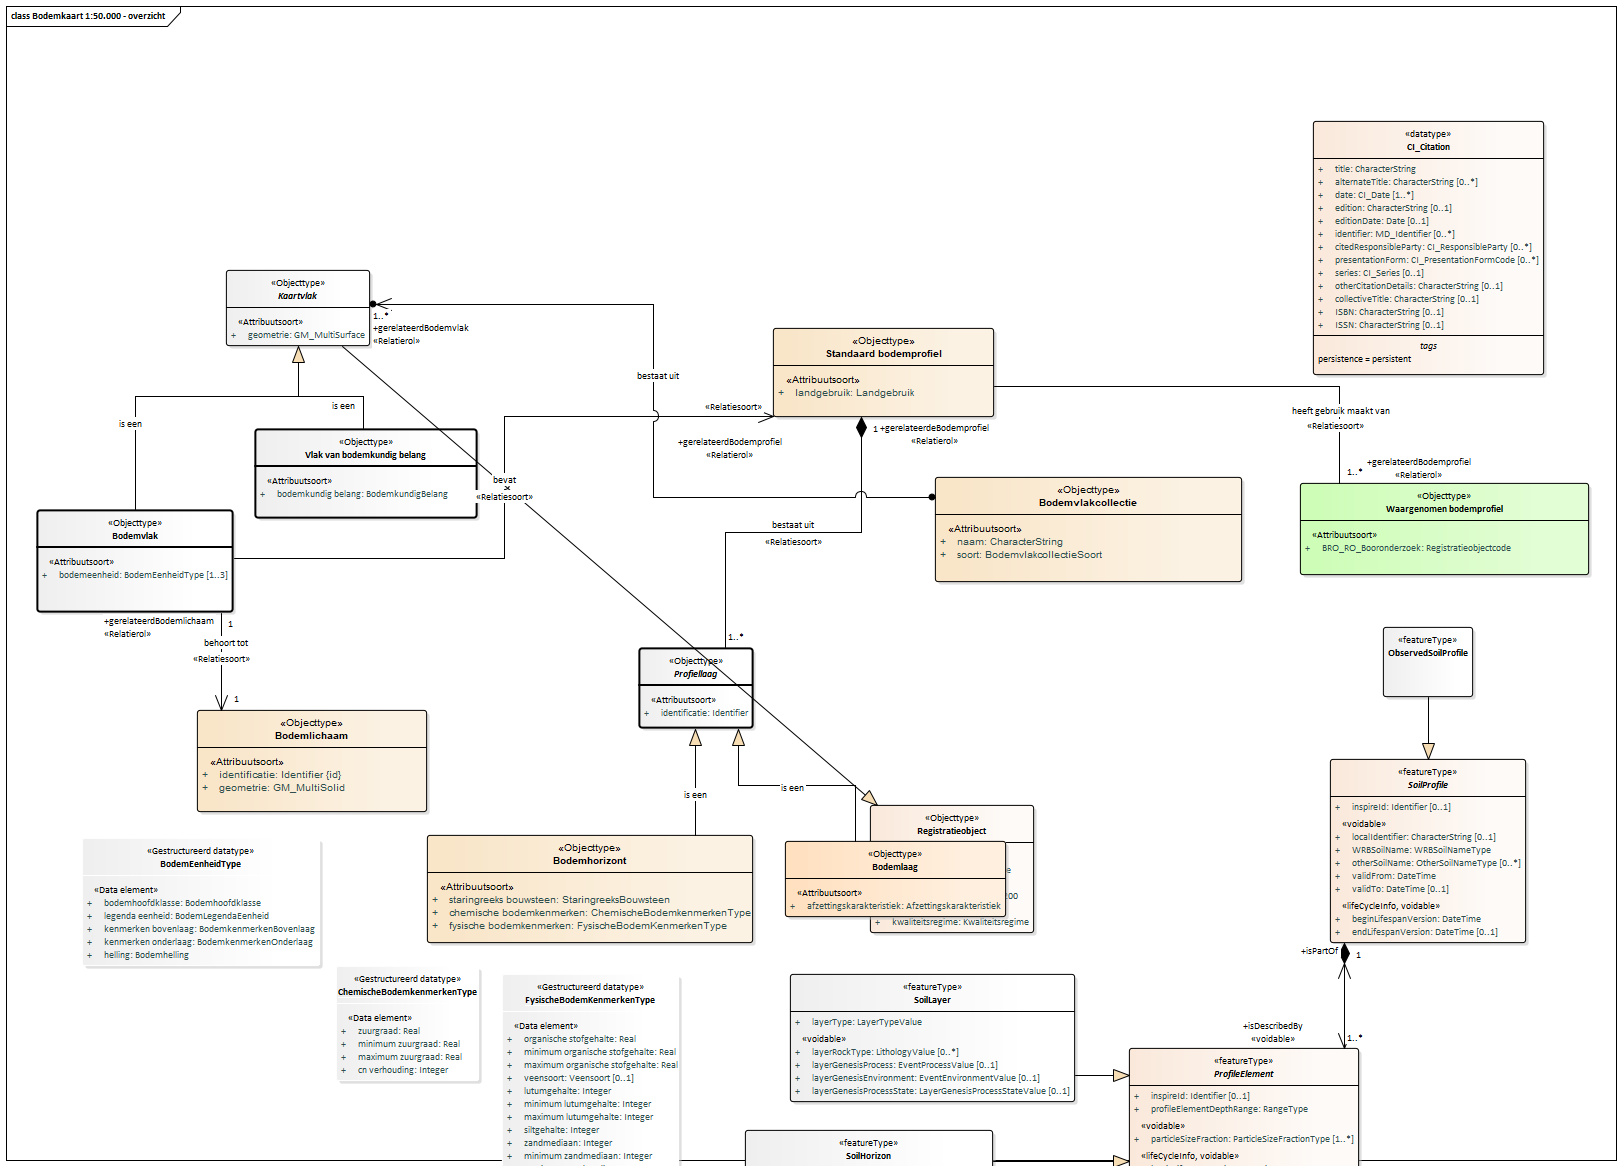 class Bodemkaart 1:50.000 - overzicht
«datatype»
CI_Citation
+ title: CharacterString
+ alternateTitle: CharacterString [0..*]
+ date: CI_Date [1..*]
+ edition: CharacterString [0..1]
+ editionDate: Date [0..1]
+ identifier: MD_Identifier [0..*]
+ citedResponsibleParty: CI_ResponsibleParty [0..*]
+ presentationForm: CI_PresentationFormCode [0..*]
+ series: CI_Series [0..1]
+ otherCitationDetails: CharacterString [0..1]
+ collectiveTitle: CharacterString [0..1]
+ ISBN: CharacterString [0..1]
+ ISSN: CharacterString [0..1]
tags
persistence = persistent
«Objecttype»
Kaartvlak
«Attribuutsoort»
+ geometrie: GM_MultiSurface
1..*
+gerelateerdBodemvlak
«Relatierol»
bestaat uit
«Objecttype»
Standaard bodemprofiel
«Attribuutsoort»
+ landgebruik: Landgebruik
is een
is een
«Relatiesoort»
+gerelateerdBodemprofiel
«Relatierol»
1 +gerelateerdeBodemprofiel
«Relatierol»
heeft gebruik maakt van
«Relatiesoort»
+gerelateerdBodemprofiel
1..*
«Relatierol»
«Objecttype»
Vlak van bodemkundig belang
«Attribuutsoort»
+ bodemkundig belang: BodemkundigBelang
bevat
«Relatiesoort»
«Objecttype»
Bodemvlakcollectie
«Attribuutsoort»
+ naam: CharacterString
+ soort: BodemvlakcollectieSoort
«Objecttype»
Waargenomen bodemprofiel
«Attribuutsoort»
+ BRO_RO_Booronderzoek: Registratieobjectcode
«Objecttype»
Bodemvlak
«Attribuutsoort»
+ bodemeenheid: BodemEenheidType [1..3]
bestaat uit
«Relatiesoort»
+gerelateerdBodemlichaam
«Relatierol»
1
behoort tot
«Relatiesoort»
1
1..*
«Objecttype»
Profiellaag
«Attribuutsoort»
+ identificatie: Identifier
«featureType»
ObservedSoilProfile
«Objecttype»
Bodemlichaam
«Attribuutsoort»
+ identificatie: Identifier {id}
+ geometrie: GM_MultiSolid
is een
is een
«featureType»
SoilProfile
+ inspireId: Identifier [0..1]
«voidable»
+ localIdentifier: CharacterString [0..1]
+ WRBSoilName: WRBSoilNameType
+ otherSoilName: OtherSoilNameType [0..*]
+ validFrom: DateTime
+ validTo: DateTime [0..1]
«lifeCycleInfo, voidable»
+ beginLifespanVersion: DateTime
+ endLifespanVersion: DateTime [0..1]
«Objecttype»
Registratieobject
e
00
+ kwaliteitsregime: Kwaliteitsregime
«Objecttype»
Bodemlaag
«Attribuutsoort»
+ afzettingskarakteristiek: Afzettingskarakteristiek
«Objecttype»
Bodemhorizont
«Attribuutsoort»
+ staringreeks bouwsteen: StaringreeksBouwsteen
+ chemische bodemkenmerken: ChemischeBodemkenmerkenType
+ fysische bodemkenmerken: FysischeBodemKenmerkenType
«Gestructureerd datatype»
BodemEenheidType
«Data element»
+ bodemhoofdklasse: Bodemhoofdklasse
+ legenda eenheid: BodemLegendaEenheid
+ kenmerken bovenlaag: BodemkenmerkenBovenlaag
+ kenmerken onderlaag: BodemkenmerkenOnderlaag
+ helling: Bodemhelling
+isPartOf
1
«Gestructureerd datatype»
ChemischeBodemkenmerkenType
«Data element»
+ zuurgraad: Real
+ minimum zuurgraad: Real
+ maximum zuurgraad: Real
+ cn verhouding: Integer
«Gestructureerd datatype»
FysischeBodemKenmerkenType
«Data element»
+ organische stofgehalte: Real
+ minimum organische stofgehalte: Real
+ maximum organische stofgehalte: Real
+ veensoort: Veensoort [0..1]
+ lutumgehalte: Integer
+ minimum lutumgehalte: Integer
+ maximum lutumgehalte: Integer
+ siltgehalte: Integer
+ zandmediaan: Integer
+ minimum zandmediaan: Integer
«featureType»
SoilLayer
+ layerType: LayerTypeValue
«voidable»
+ layerRockType: LithologyValue [0..*]
+ layerGenesisProcess: EventProcessValue [0..1]
+ layerGenesisEnvironment: EventEnvironmentValue [0..1]
+ layerGenesisProcessState: LayerGenesisProcessStateValue [0..1]
+isDescribedBy
«voidable»
1..*
«featureType»
ProfileElement
+ inspireId: Identifier [0..1]
+ profileElementDepthRange: RangeType
«voidable»
+ particleSizeFraction: ParticleSizeFractionType [1..*]
«lifeCycleInfo, voidable»
«featureType»
SoilHorizon